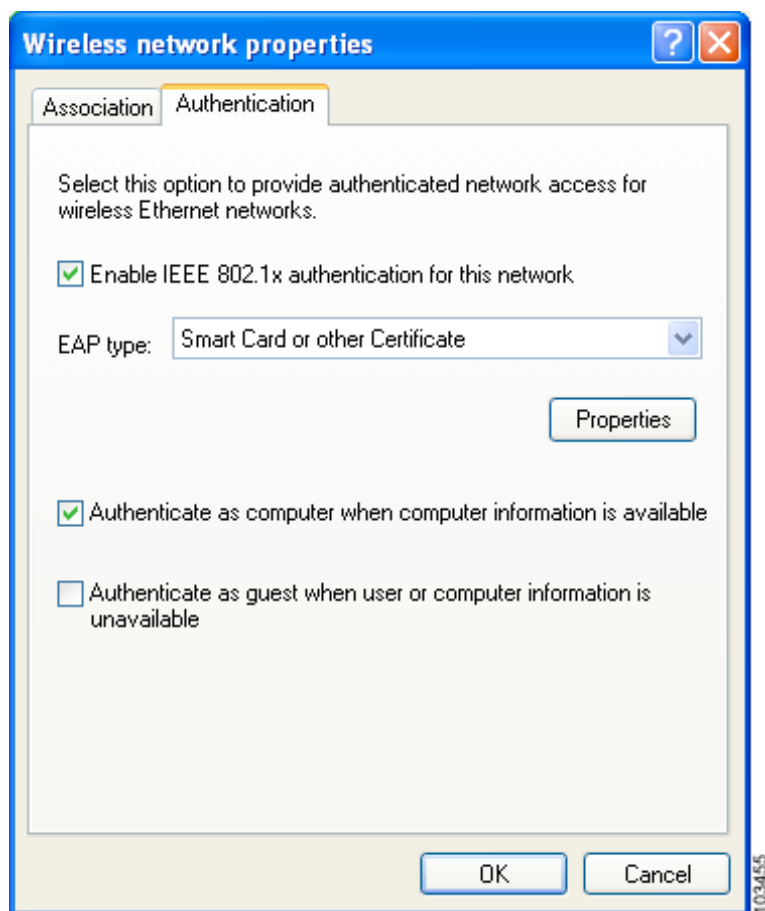 Wireless network properties
?
Association Authentication
Select this option to provide authenticated network access for
wireless Ethernet networks.
Enable IEEE 802.1x authentication for this network
EAP type: Smart Card or other Certificate
Properties
Authenticate as computer when computer information is available
Authenticate as guest when user or computer information is
unavailable
OK Cancel
103455